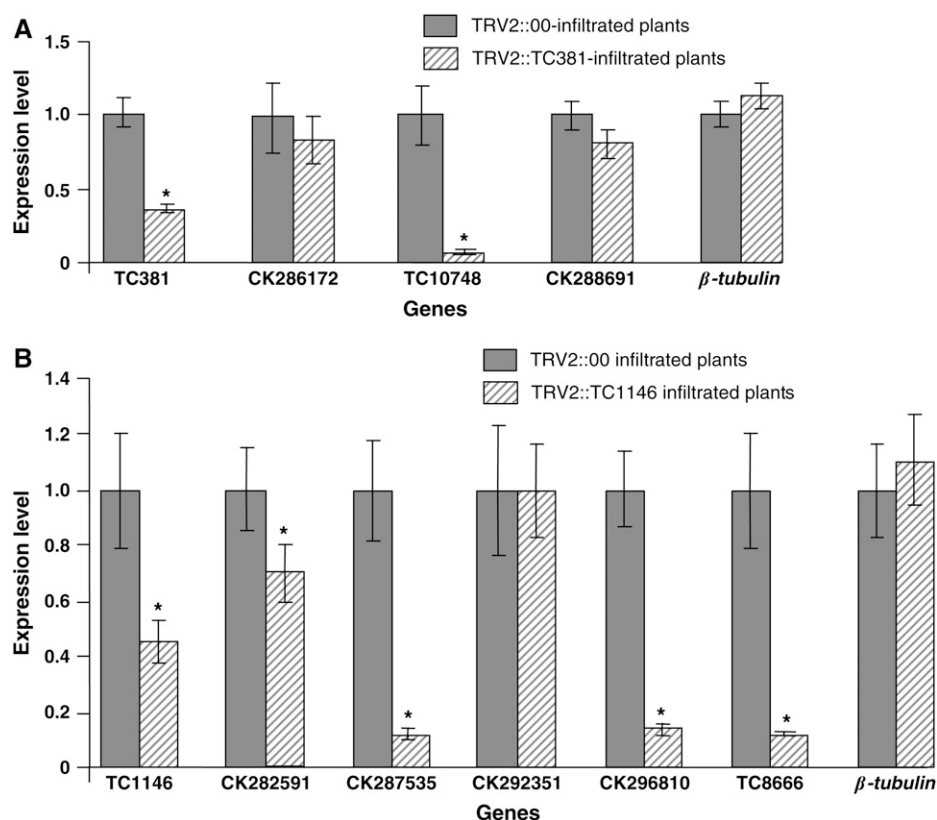 A
TRV2::00-infiltrated plants
TRV2::TC381-infiltrated plants
Expression level
1.5
1.0
0.5
0
TC381 CK286172 TC10748 CK288691 β-tubulin
* *
Genes
B
TRV2::00 infiltrated plants
TRV2::TC1146 infiltrated plants
Expression level
1.4
1.2
1.0
0.8
0.6
0.4
0.2
0
* * * * *
TC1146 CK282591 CK287535 CK292351 CK296810 TC8666 β-tubulin
Genes